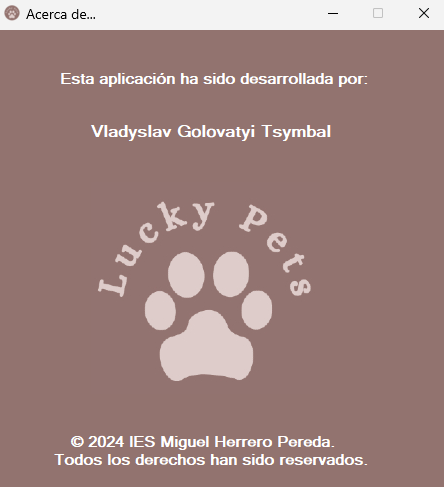 Acerca de...
Esta aplicación ha sido desarrollada por:
Vladyslav Golovatyi Tsymbal
Lucky Pets
© 2024 IES Miguel Herrero Pereda.
Todos los derechos han sido reservados.